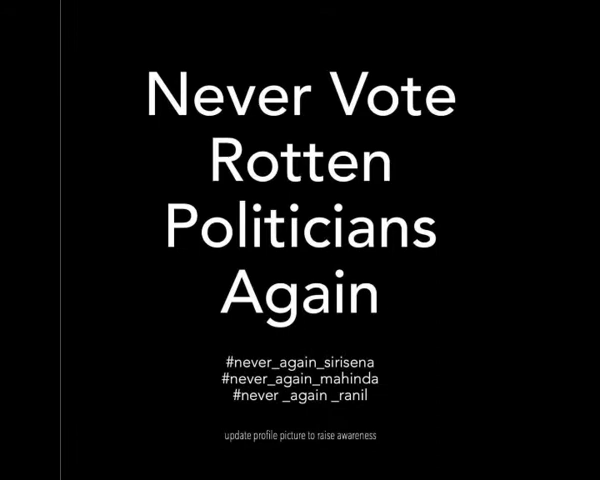 Never Vote
Rotten
Politicians
Again
#never_again_sirisena
#never_again_mahinda
#never _again _ranil
update profile picture to raise awareness